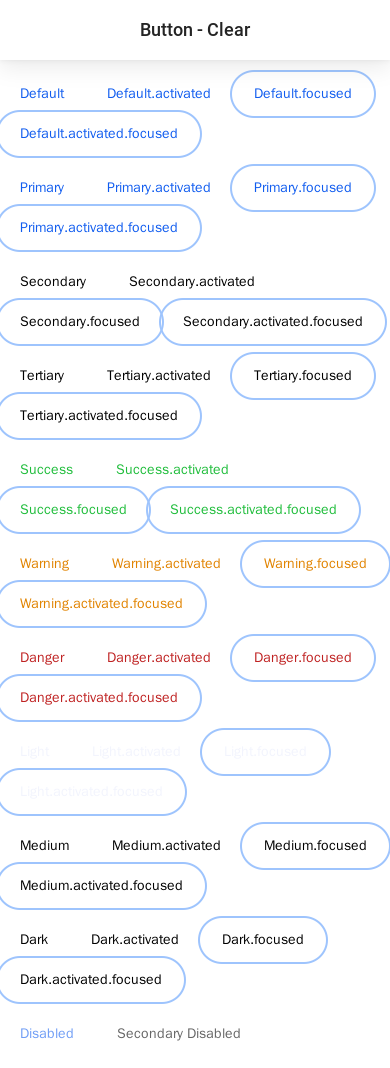 Button - Clear
Default Default.activated Default.focused
Default.activated.focused
Primary Primary.activated Primary.focused
Primary.activated.focused
Secondary Secondary.activated
Secondary.focused Secondary.activated.focused
Tertiary Tertiary.activated Tertiary.focused
Tertiary.activated.focused
Success Success.activated
Success.focused Success.activated.focused
Warning Warning.activated Warning.focused
Warning.activated.focused
Danger Danger.activated Danger.focused
Danger.activated.focused
Light Light.activated Light.focused
Light.activated.focused
Medium Medium.activated Medium.focused
Medium.activated.focused
Dark Dark.activated Dark.focused
Dark.activated.focused
Disabled Secondary Disabled